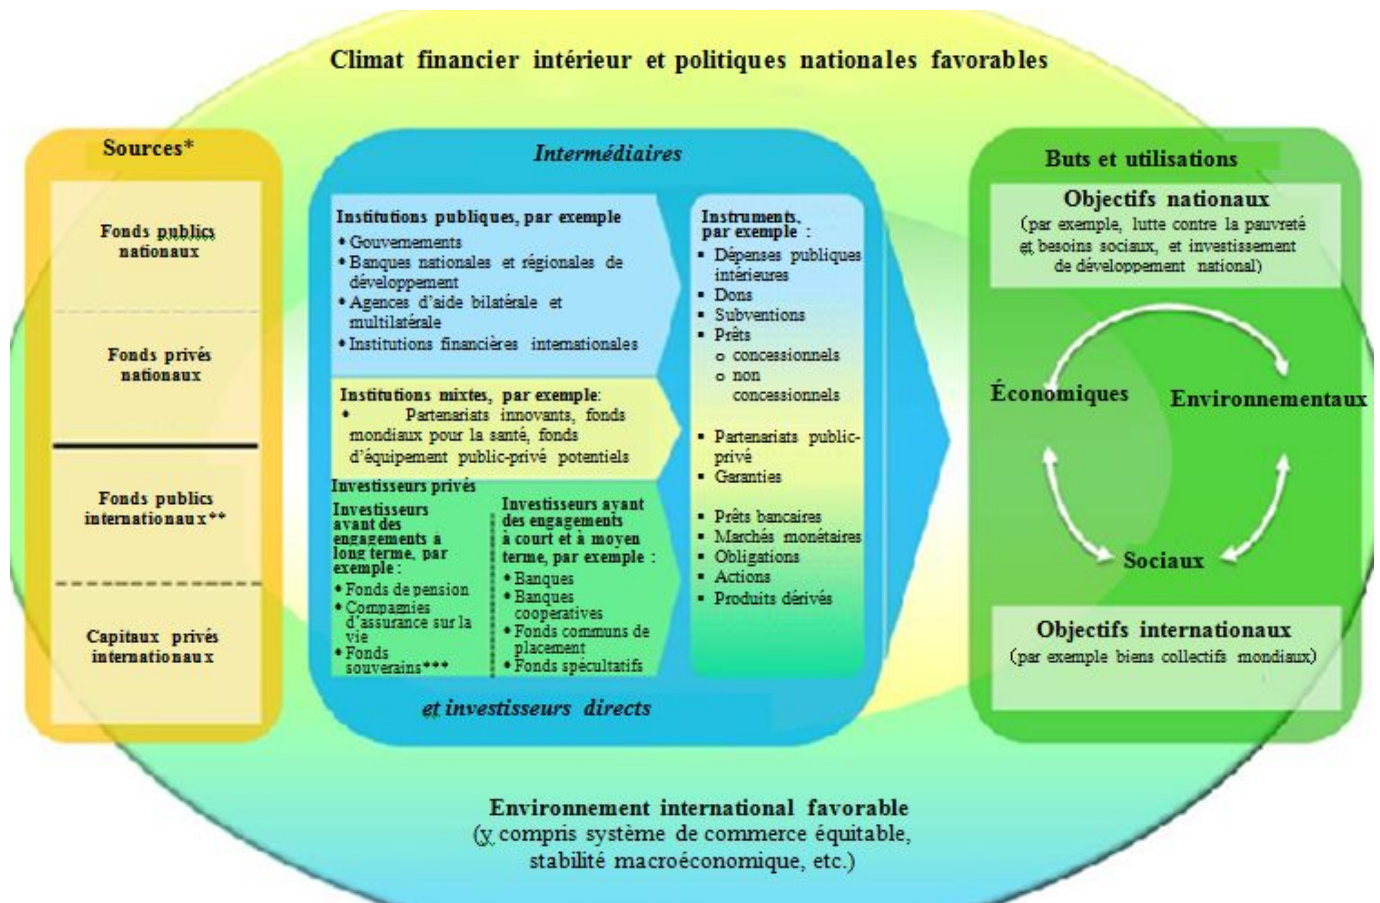 Climat financier intérieur et politiques nationales favorables
Sources*
Fonds publics
nationaux
Fonds privés
nationaux
Fonds publics
internationaux**
Capitaux privés
internationaux
Intermédiaires
Institutions publiques, par exemple
• Gouvernements
• Banques nationales et régionales de
développement
• Agences d'aide bilatérale et
multilatérale
• Institutions financières internationales
Institutions mixtes, par exemple:
• Partenariats innovants, fonds
mondiaux pour la santé, fonds
d'équipement public-privé potentiels
Investisseurs privés
Investisseurs
ayant des
engagements à
long terme, par
exemple :
• Fonds de pension
• Compagnies
d'assurance sur la
vie
• Fonds
souverains***
Investisseurs ayant
des engagements
à court et à moyen
terme, par exemple :
• Banques
• Banques
cooperatives
• Fonds communs de
placement
• Fonds spécultatifs
Instruments,
par exemple :
▪ Dépenses publiques
intérieures
▪ Dons
▪ Subventions
▪ Prêts
o concessionnels
o non
concessionnels
▪ Partenariats public-
privé
▪ Garanties
▪ Prêts bancaires
▪ Marchés monétaires
▪ Obligations
▪ Actions
▪ Produits dérivés
et investisseurs directs
Buts et utilisations
Objectifs nationaux
(par exemple, lutte contre la pauvreté
et besoins sociaux, et investissement
de développement national)
Économiques
Environnementaux
Sociaux
Objectifs internationaux
(par exemple biens collectifs mondiaux)
Environnement international favorable
(y compris système de commerce équitable,
stabilité macroéconomique, etc.)